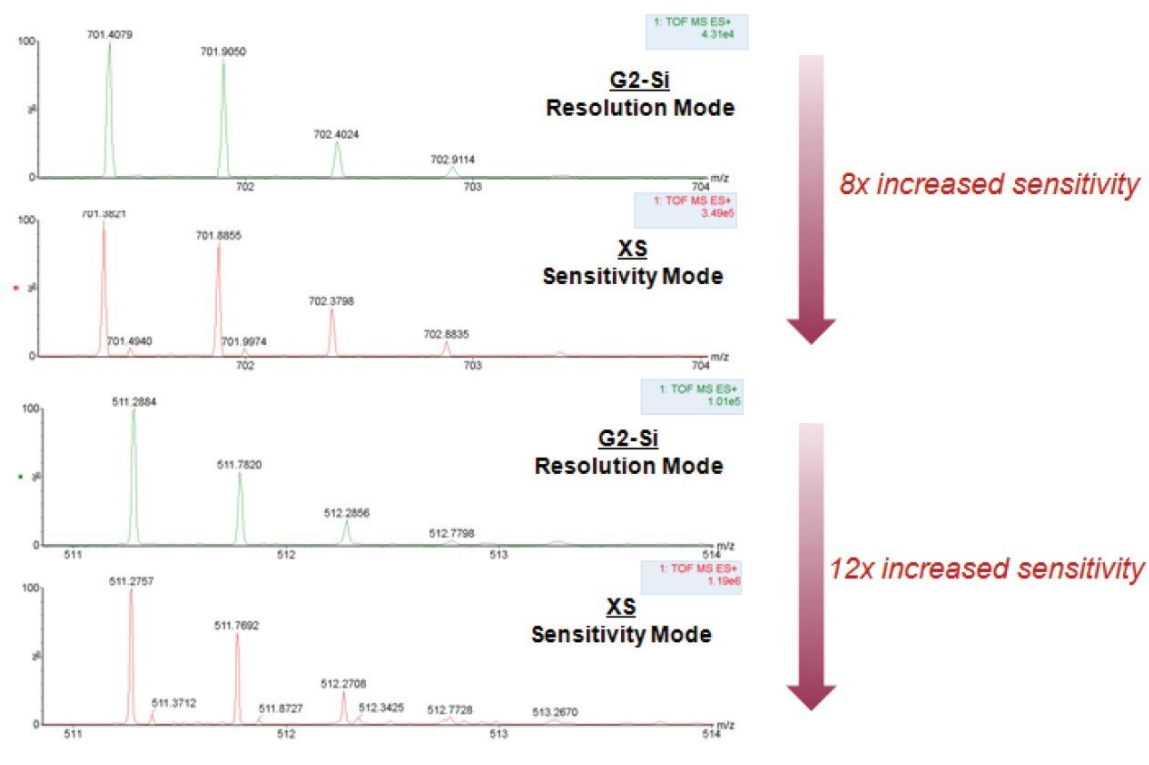 1: TOF MS ES+
4.31e4
100
701.4079
701.9050
G2-Si
Resolution Mode
%
702.4024
702.9114
0
m/z
702
703
704
8x increased sensitivity
1: TOF MS ES+
3.49e5
100
701.3821
701.8855
XS
Sensitivity Mode
%
702.3798
701.4940
701.9974
702.8835
0
m/z
702
703
704
1: TOF MS ES+
1.01e5
100
511.2884
G2-Si
Resolution Mode
511.7820
%
512.2856
512.7798
0
m/z
511
512
513
514
12x increased sensitivity
1: TOF MS ES+
1.19e6
100
511.2757
XS
Sensitivity Mode
511.7692
%
512.2708
511.3712
511.8727
512.3425
512.7728
513.2670
0
m/z
511
512
513
514